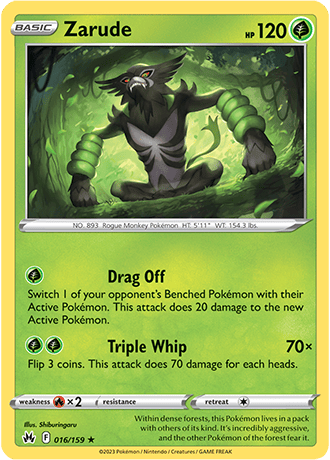 BASIC Zarude HP 120
NO. 893 Rogue Monkey Pokémon HT: 5'11" WT: 154.3 lbs.
Drag Off
Switch 1 of your opponent's Benched Pokémon with their
Active Pokémon. This attack does 20 damage to the new
Active Pokémon.
Triple Whip 70×
Flip 3 coins. This attack does 70 damage for each heads.
Illus. Shiburingaru
weakness ×2 resistance retreat
F 016/159 ★
Within dense forests, this Pokémon lives in a pack
with others of its kind. It's incredibly aggressive,
and the other Pokémon of the forest fear it.
©2023 Pokémon / Nintendo / Creatures / GAME FREAK